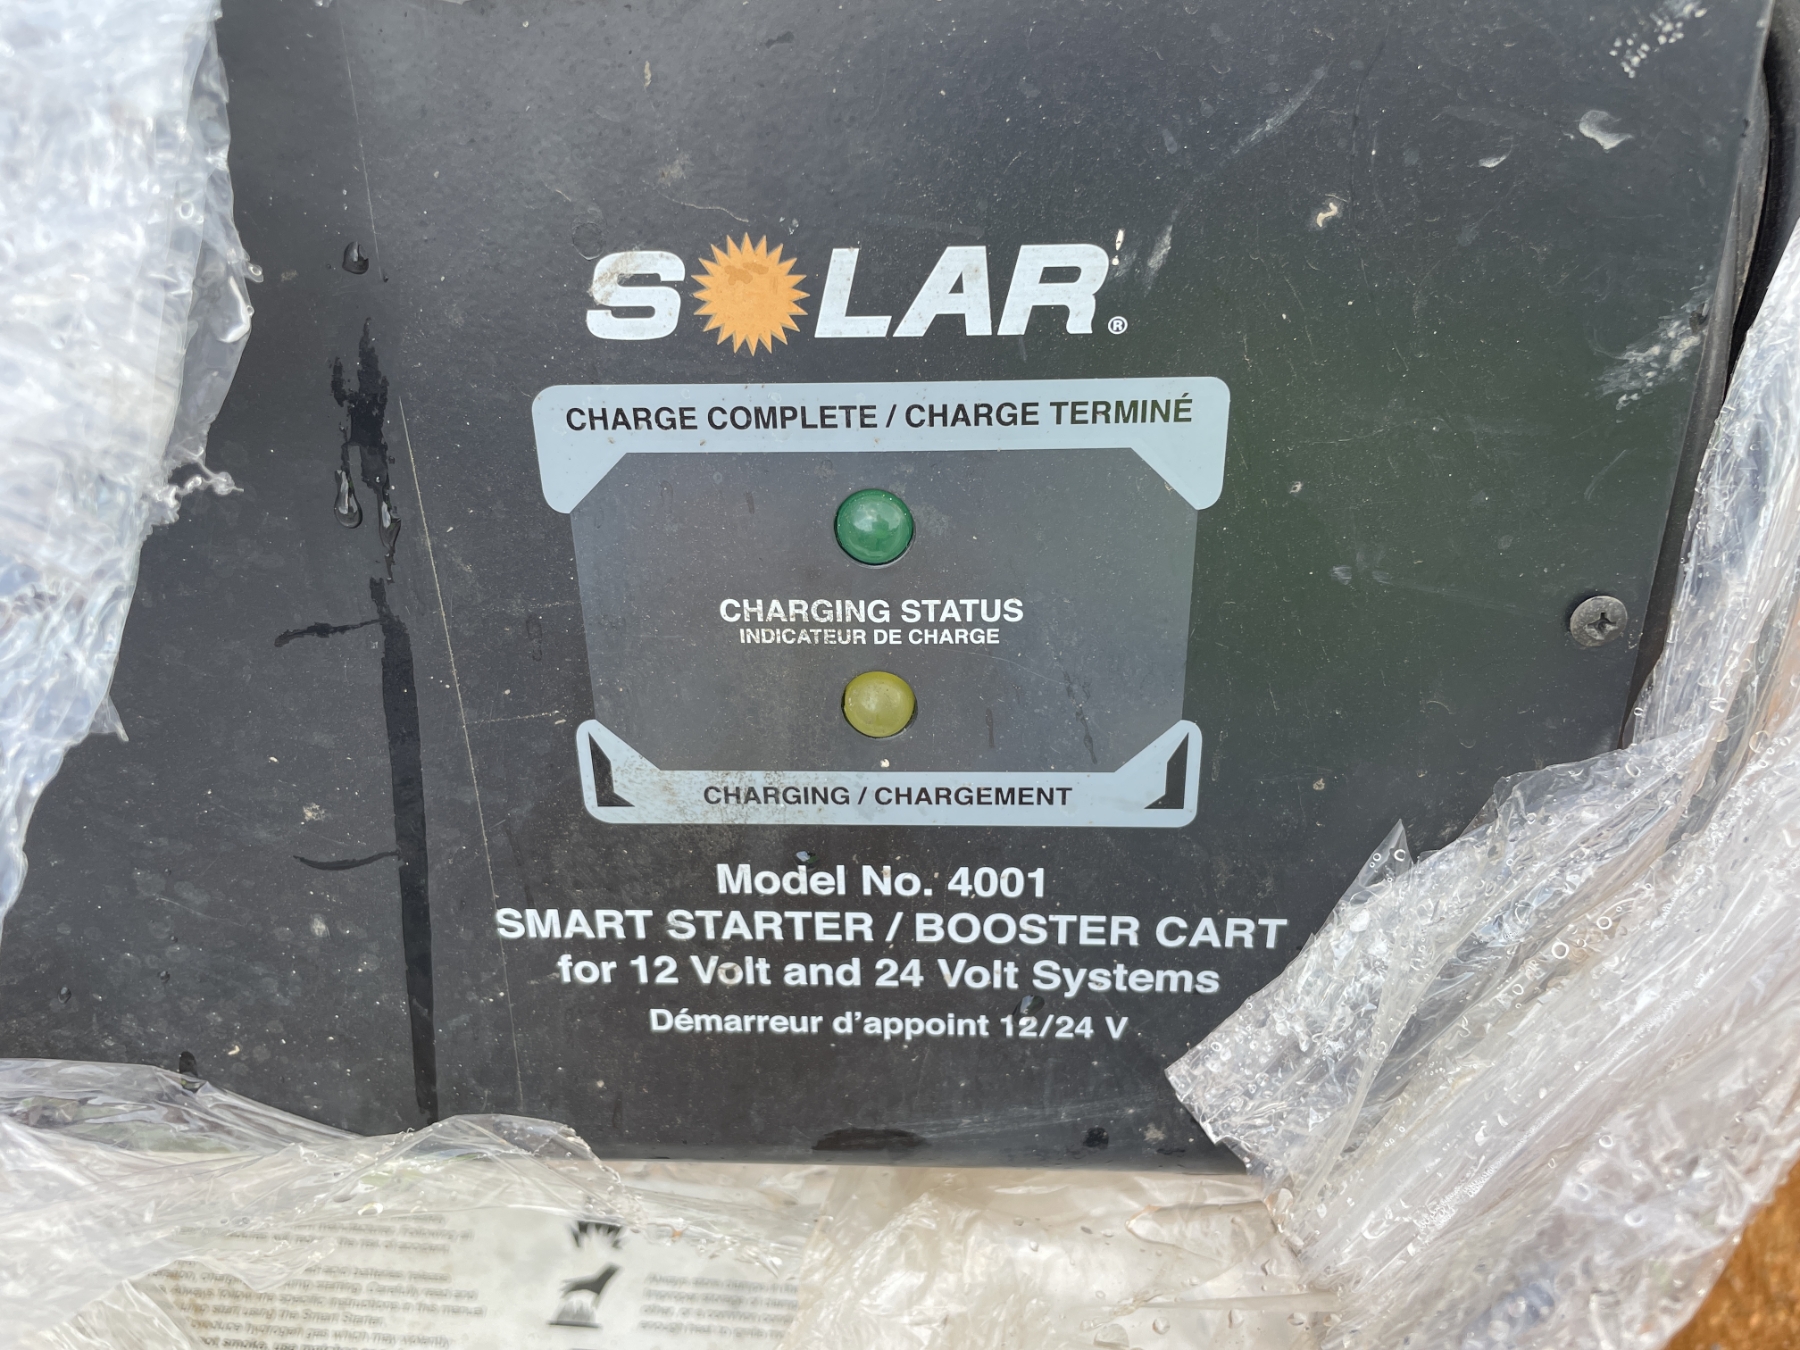 SOLAR®
CHARGE COMPLETE / CHARGE TERMINÉ
CHARGING STATUS
INDICATEUR DE CHARGE
CHARGING / CHARGEMENT
Model No. 4001
SMART STARTER / BOOSTER CART
for 12 Volt and 24 Volt Systems
Démarreur d'appoint 12/24 V